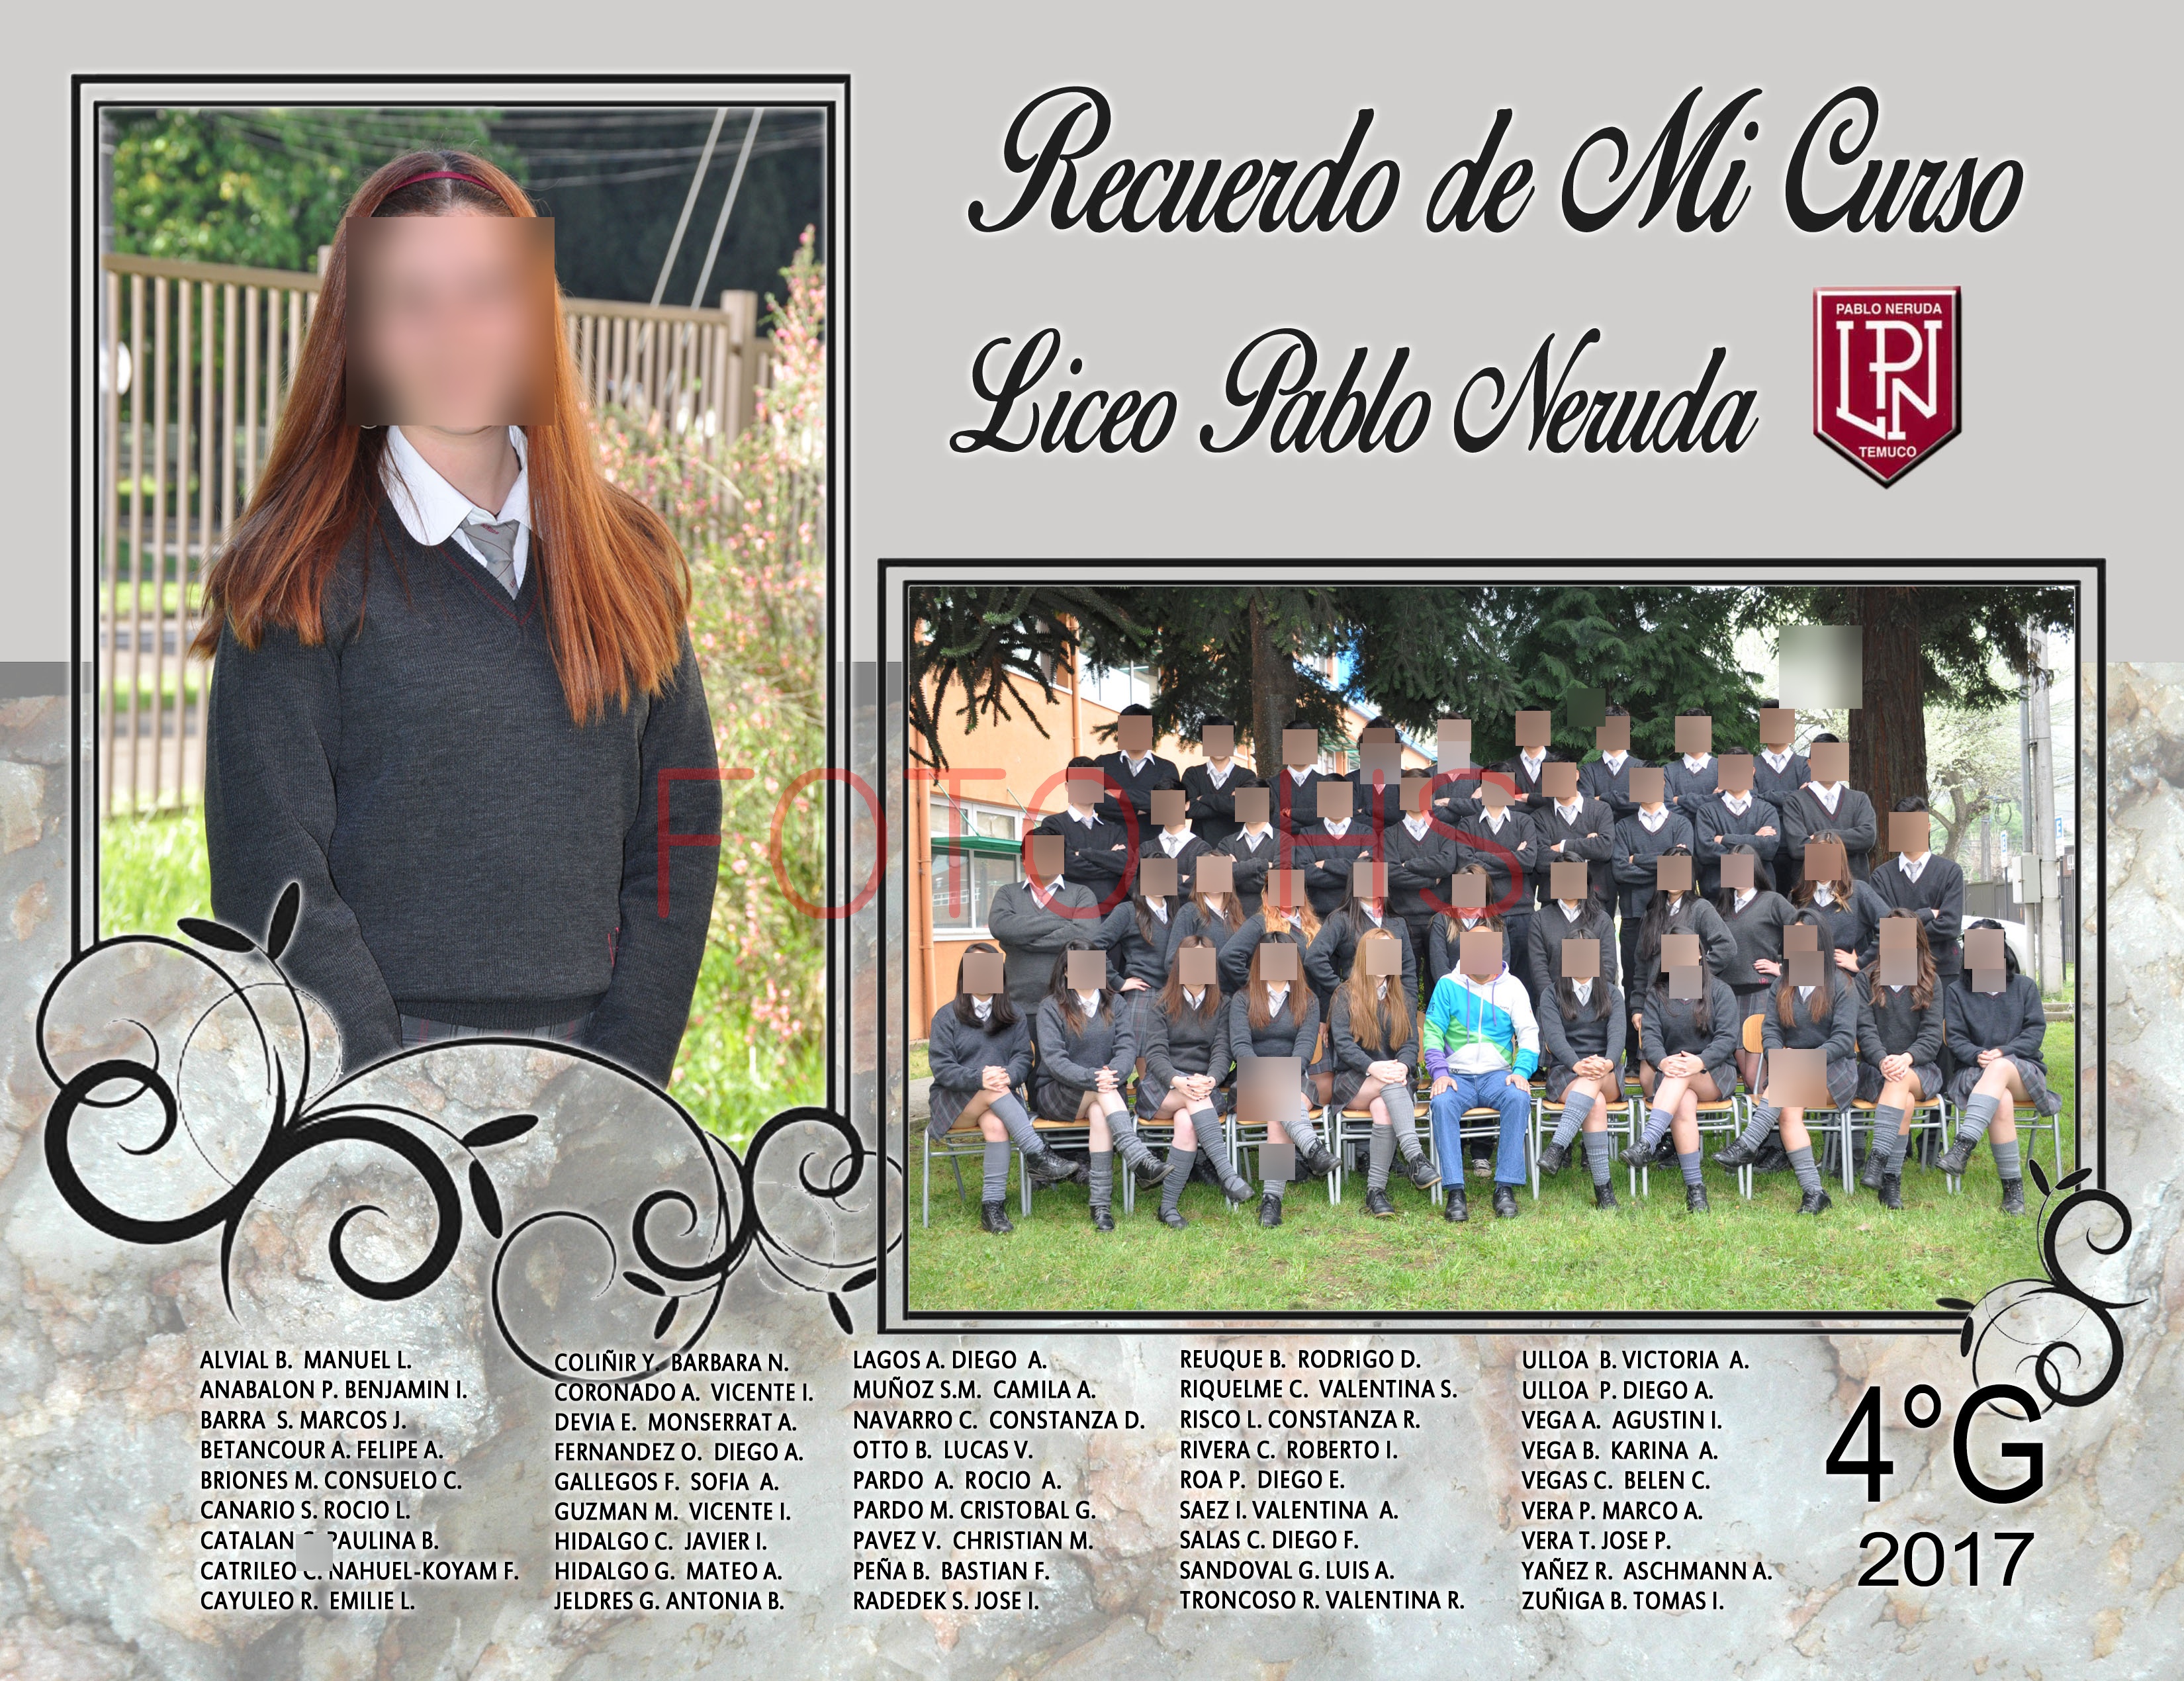 Recuerdo de Mi Curso
Liceo Pablo Neruda
PABLO NERUDA
LPN
TEMUCO
FOTO HS
ALVIAL B. MANUEL L.
ANABALON P. BENJAMIN I.
BARRA S. MARCOS J.
BETANCOUR A. FELIPE A.
BRIONES M. CONSUELO C.
CANARIO S. ROCIO L.
CATALAN PAULINA B.
CATRILEO C. NAHUEL-KOYAM F.
CAYULEO R. EMILIE L.
COLIÑIR Y. BARBARA N.
CORONADO A. VICENTE I.
DEVIA E. MONSERRAT A.
FERNANDEZ O. DIEGO A.
GALLEGOS F. SOFIA A.
GUZMAN M. VICENTE I.
HIDALGO C. JAVIER I.
HIDALGO G. MATEO A.
JELDRES G. ANTONIA B.
LAGOS A. DIEGO A.
MUÑOZ S.M. CAMILA A.
NAVARRO C. CONSTANZA D.
OTTO B. LUCAS V.
PARDO A. ROCIO A.
PARDO M. CRISTOBAL G.
PAVEZ V. CHRISTIAN M.
PEÑA B. BASTIAN F.
RADEDEK S. JOSE I.
REUQUE B. RODRIGO D.
RIQUELME C. VALENTINA S.
RISCO L. CONSTANZA R.
RIVERA C. ROBERTO I.
ROA P. DIEGO E.
SAEZ I. VALENTINA A.
SALAS C. DIEGO F.
SANDOVAL G. LUIS A.
TRONCOSO R. VALENTINA R.
ULLOA B. VICTORIA A.
ULLOA P. DIEGO A.
VEGA A. AGUSTIN I.
VEGA B. KARINA A.
VEGAS C. BELEN C.
VERA P. MARCO A.
VERA T. JOSE P.
YAÑEZ R. ASCHMANN A.
ZUÑIGA B. TOMAS I.
4°G
2017